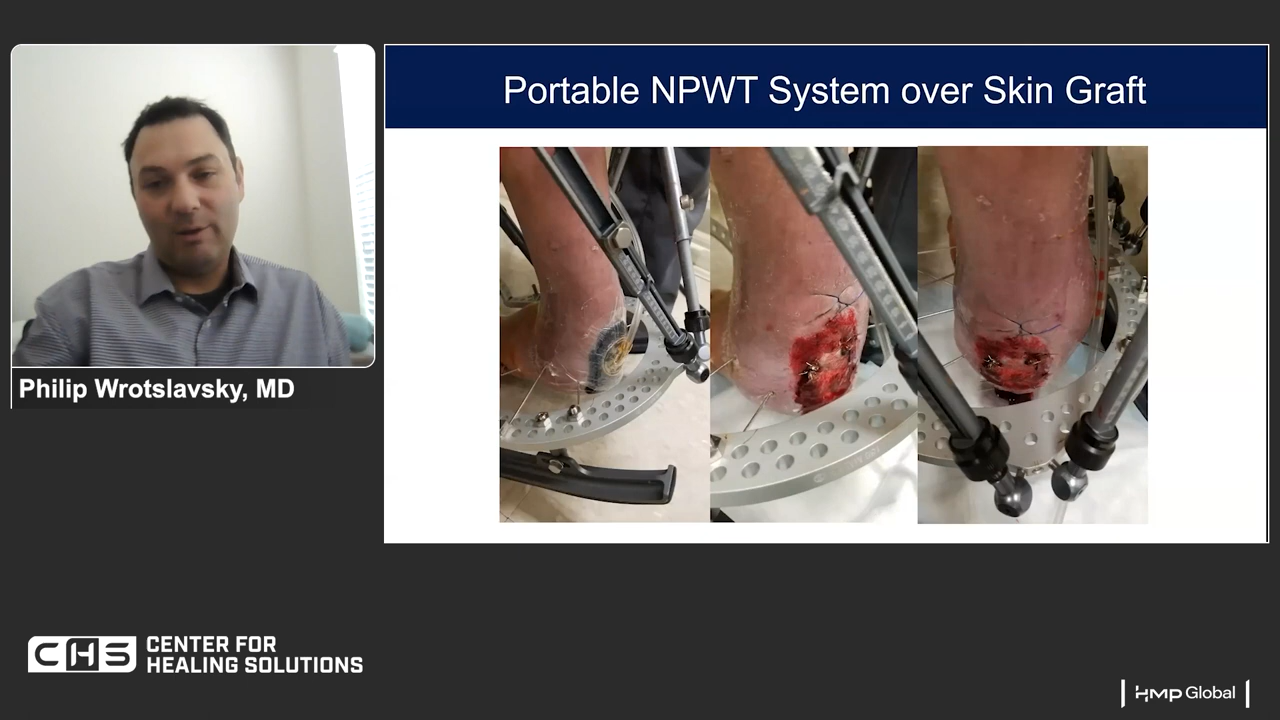 Portable NPWT System over Skin Graft
Philip Wrotslavsky, MD
CHS
CENTER FOR
HEALING SOLUTIONS
HMP Global